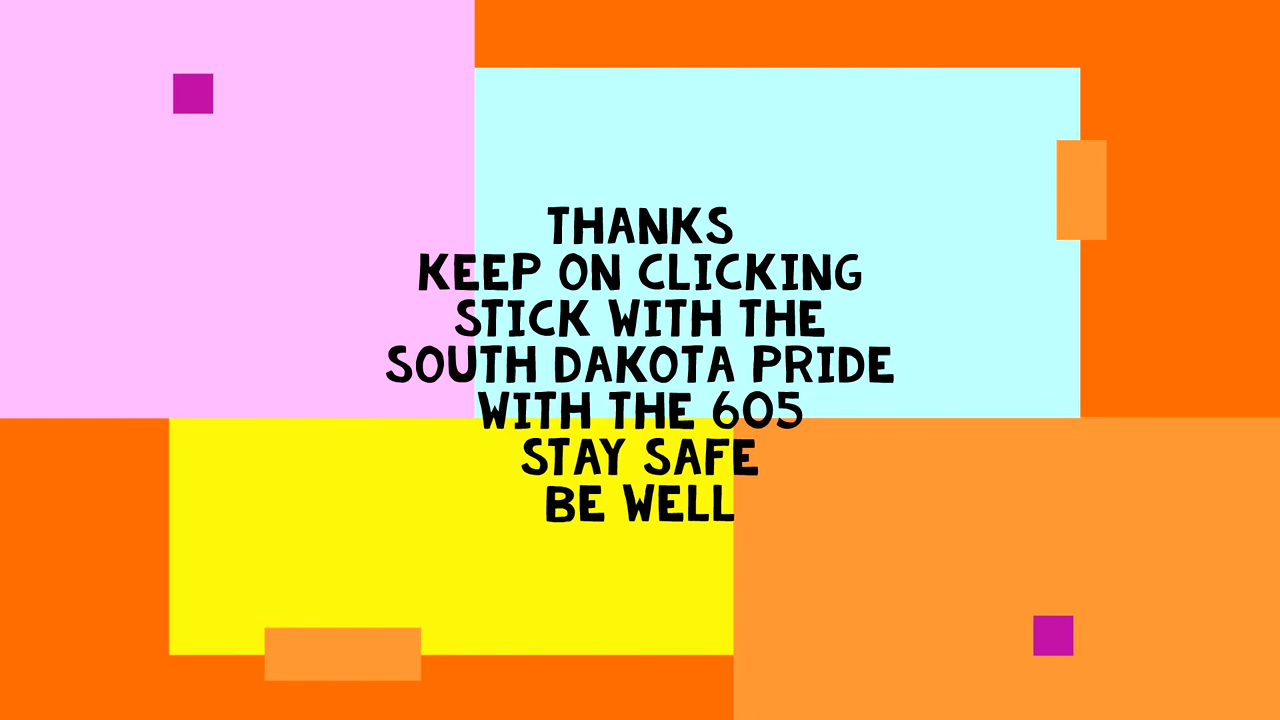 THANKS
KEEP ON CLICKING
STICK WITH THE
SOUTH DAKOTA PRIDE
WITH THE 605
STAY SAFE
BE WELL